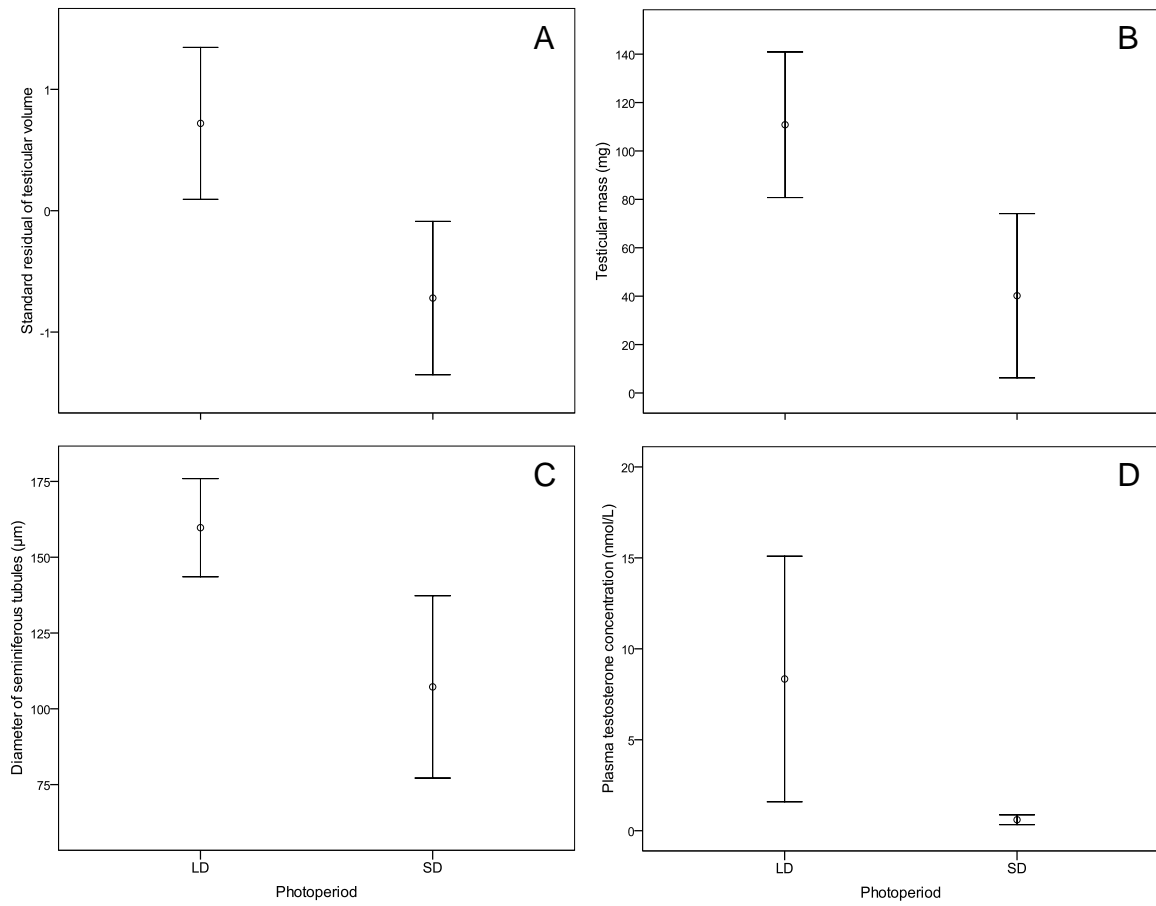 A
Standard residual of testicular volume
1
0
-1
B
Testicular mass (mg)
140
120
100
80
60
40
20
0
C
Diameter of seminiferous tubules (µm)
175
150
125
100
75
LD
SD
Photoperiod
D
Plasma testosterone concentration (nmol/L)
20
15
10
5
0
LD
SD
Photoperiod